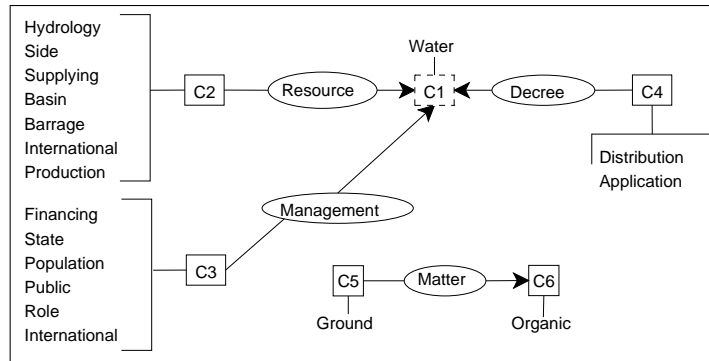 Hydrology
Side
Supplying
Basin
Barrage
International
Production
C2
Resource
Water
C1
Decree
C4
Distribution
Application
Management
Financing
State
Population
Public
Role
International
C3
C5
Matter
C6
Ground
Organic